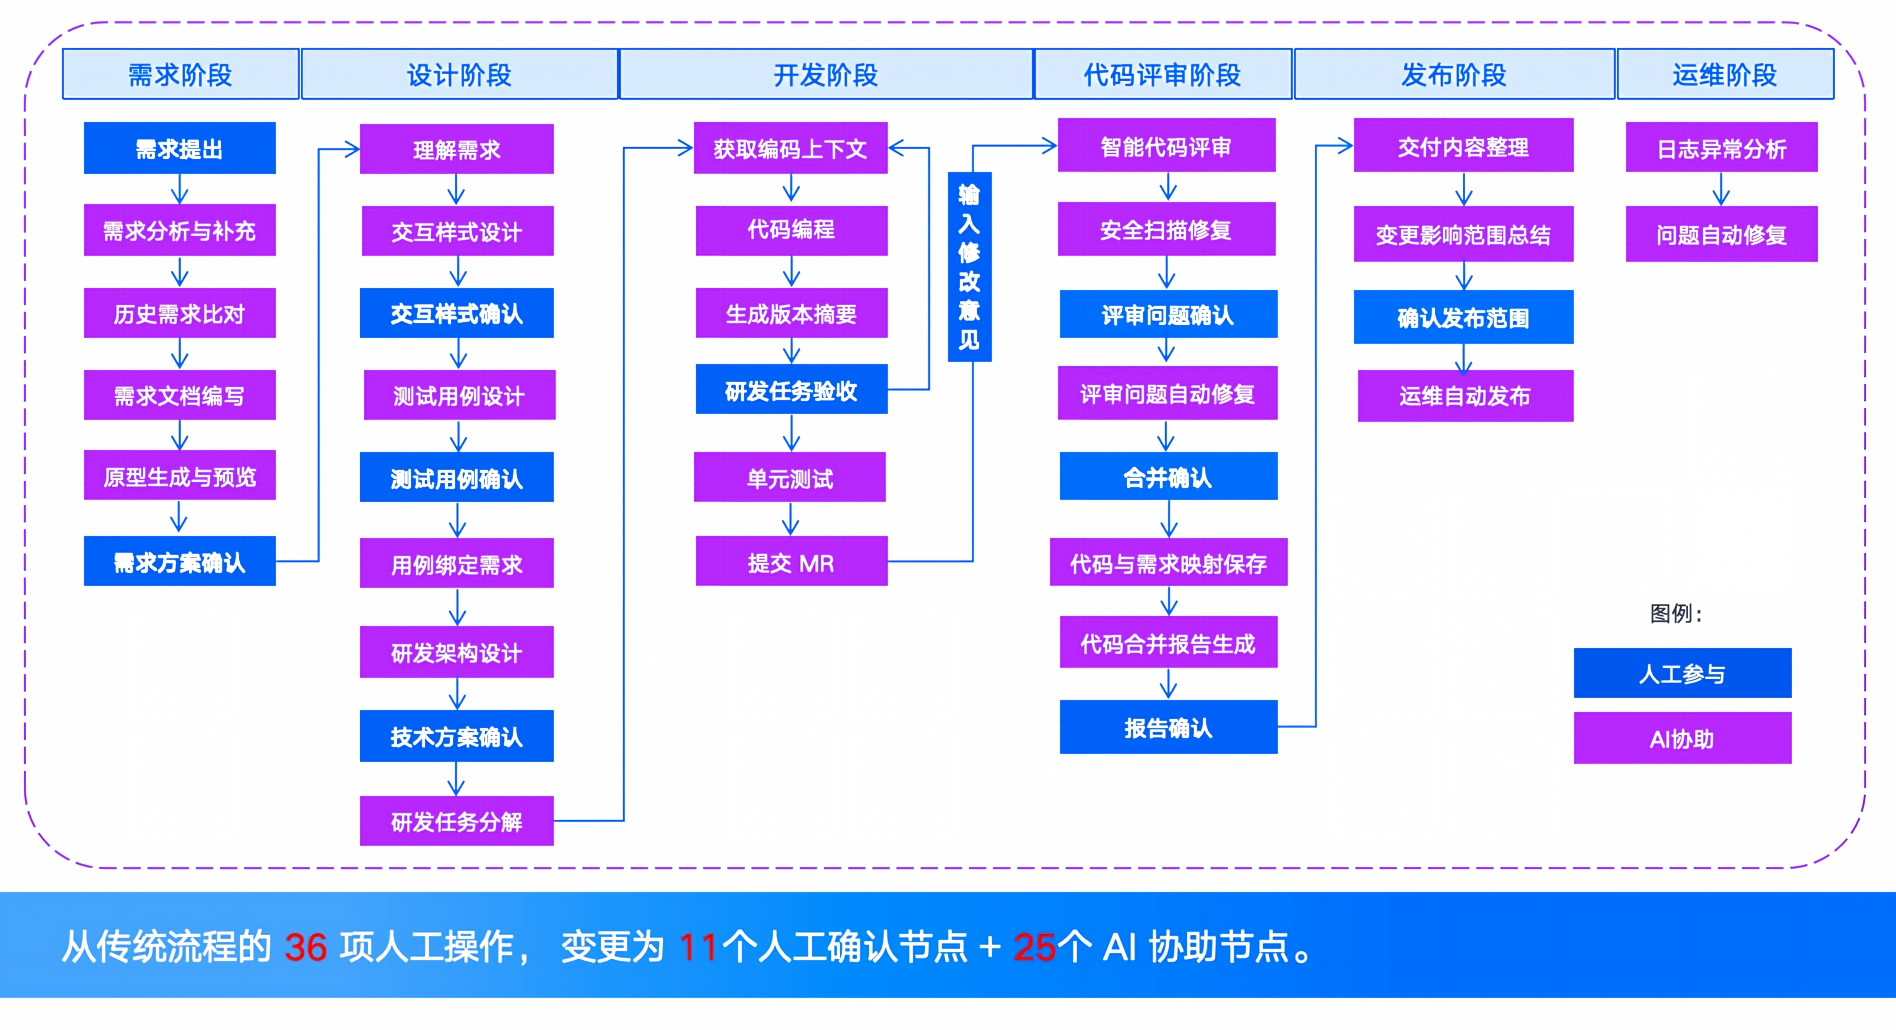 需求阶段
设计阶段
开发阶段
代码评审阶段
发布阶段
运维阶段
需求提出
需求分析与补充
历史需求比对
需求文档编写
原型生成与预览
需求方案确认
理解需求
交互样式设计
交互样式确认
测试用例设计
测试用例确认
用例绑定需求
研发架构设计
技术方案确认
研发任务分解
获取编码上下文
代码编程
生成版本摘要
研发任务验收
单元测试
提交 MR
输入修改意见
智能代码评审
安全扫描修复
评审问题确认
评审问题自动修复
合并确认
代码与需求映射保存
代码合并报告生成
报告确认
交付内容整理
变更影响范围总结
确认发布范围
运维自动发布
日志异常分析
问题自动修复
图例：
人工参与
AI协助
从传统流程的 36 项人工操作， 变更为 11个人工确认节点 + 25个 AI 协助节点。